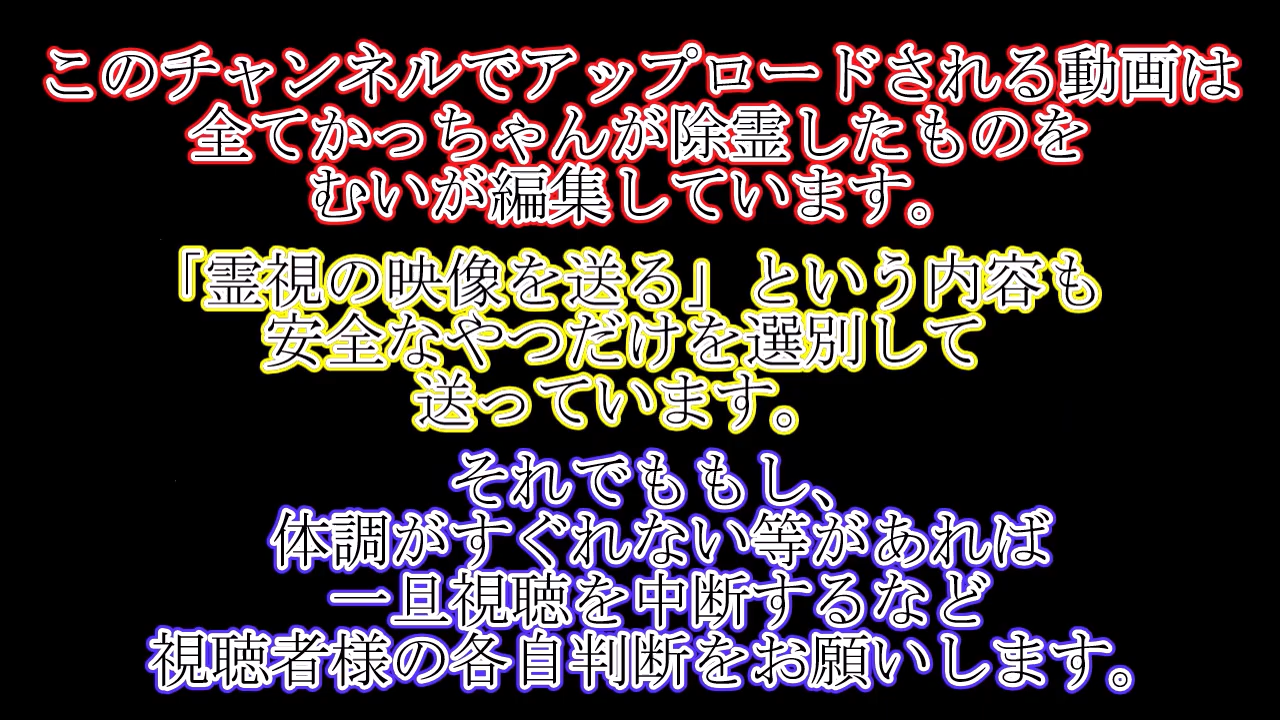 このチャンネルでアップロードされる動画は
全てかっちゃんが除霊したものを
むいが編集しています。
「霊視の映像を送る」という内容も
安全なやつだけを選別して
送っています。
それでももし、
体調がすぐれない等があれば
一旦視聴を中断するなど
視聴者様の各自判断をお願いします。